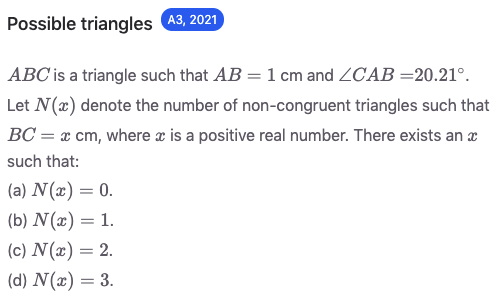 Possible triangles A3, 2021
ABC is a triangle such that AB = 1 cm and ∠CAB =20.21°.
Let N(x) denote the number of non-congruent triangles such that
BC = x cm, where x is a positive real number. There exists an x
such that:
(a) N(x) = 0.
(b) N(x) = 1.
(c) N(x) = 2.
(d) N(x) = 3.